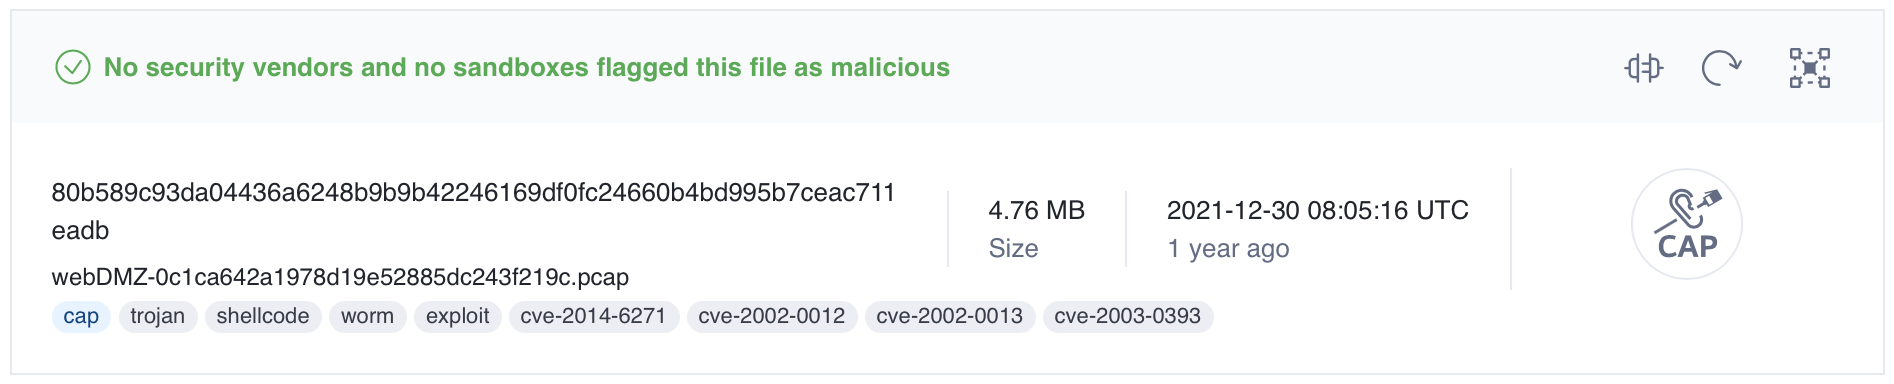 No security vendors and no sandboxes flagged this file as malicious
80b589c93da04436a6248b9b9b42246169df0fc24660b4bd995b7ceac711
eadb
webDMZ-0c1ca642a1978d19e52885dc243f219c.pcap
cap trojan shellcode worm exploit cve-2014-6271 cve-2002-0012 cve-2002-0013 cve-2003-0393
4.76 MB
Size
2021-12-30 08:05:16 UTC
1 year ago
CAP